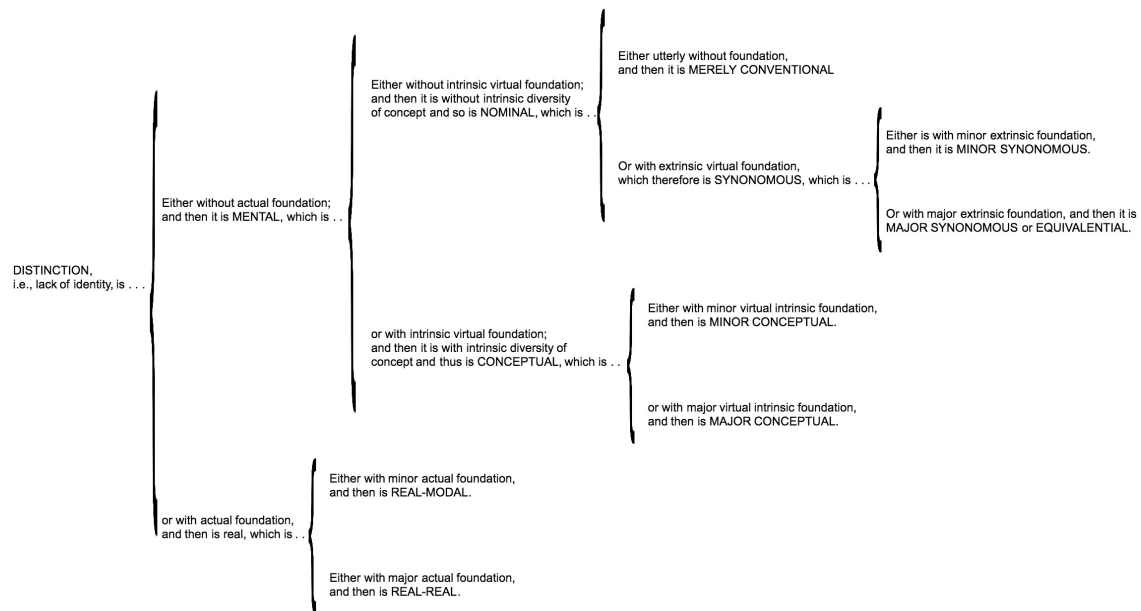 DISTINCTION,
i.e., lack of identity, is . . .
Either without actual foundation;
and then it is MENTAL, which is . .
Either without intrinsic virtual foundation;
and then it is without intrinsic diversity
of concept and so is NOMINAL, which is . .
Either utterly without foundation,
and then it is MERELY CONVENTIONAL
Or with extrinsic virtual foundation,
which therefore is SYNONOMOUS, which is . . .
Either is with minor extrinsic foundation,
and then it is MINOR SYNONOMOUS.
Or with major extrinsic foundation, and then it is
MAJOR SYNONOMOUS or EQUIVALENTIAL.
or with intrinsic virtual foundation;
and then it is with intrinsic diversity of
concept and thus is CONCEPTUAL, which is . .
Either with minor virtual intrinsic foundation,
and then is MINOR CONCEPTUAL.
or with major virtual intrinsic foundation,
and then is MAJOR CONCEPTUAL.
or with actual foundation,
and then is real, which is . .
Either with minor actual foundation,
and then is REAL-MODAL.
Either with major actual foundation,
and then is REAL-REAL.